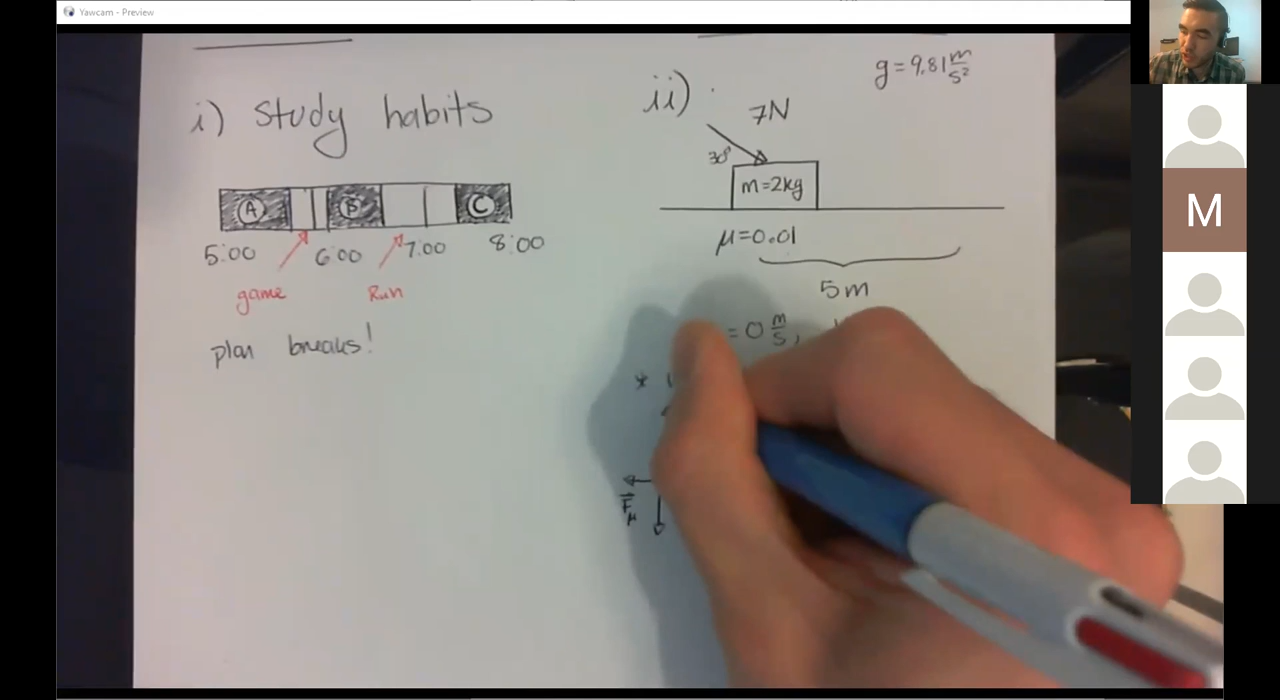 Yawcam - Preview
i) Study habits
A B C
5:00 6:00 7:00 8:00
game Run
plan breaks!
ii)
g = 9.81 m/s²
7N
30°
m=2kg
μ=0.01
5m
= 0 m/s,
*
F⃗μ
M